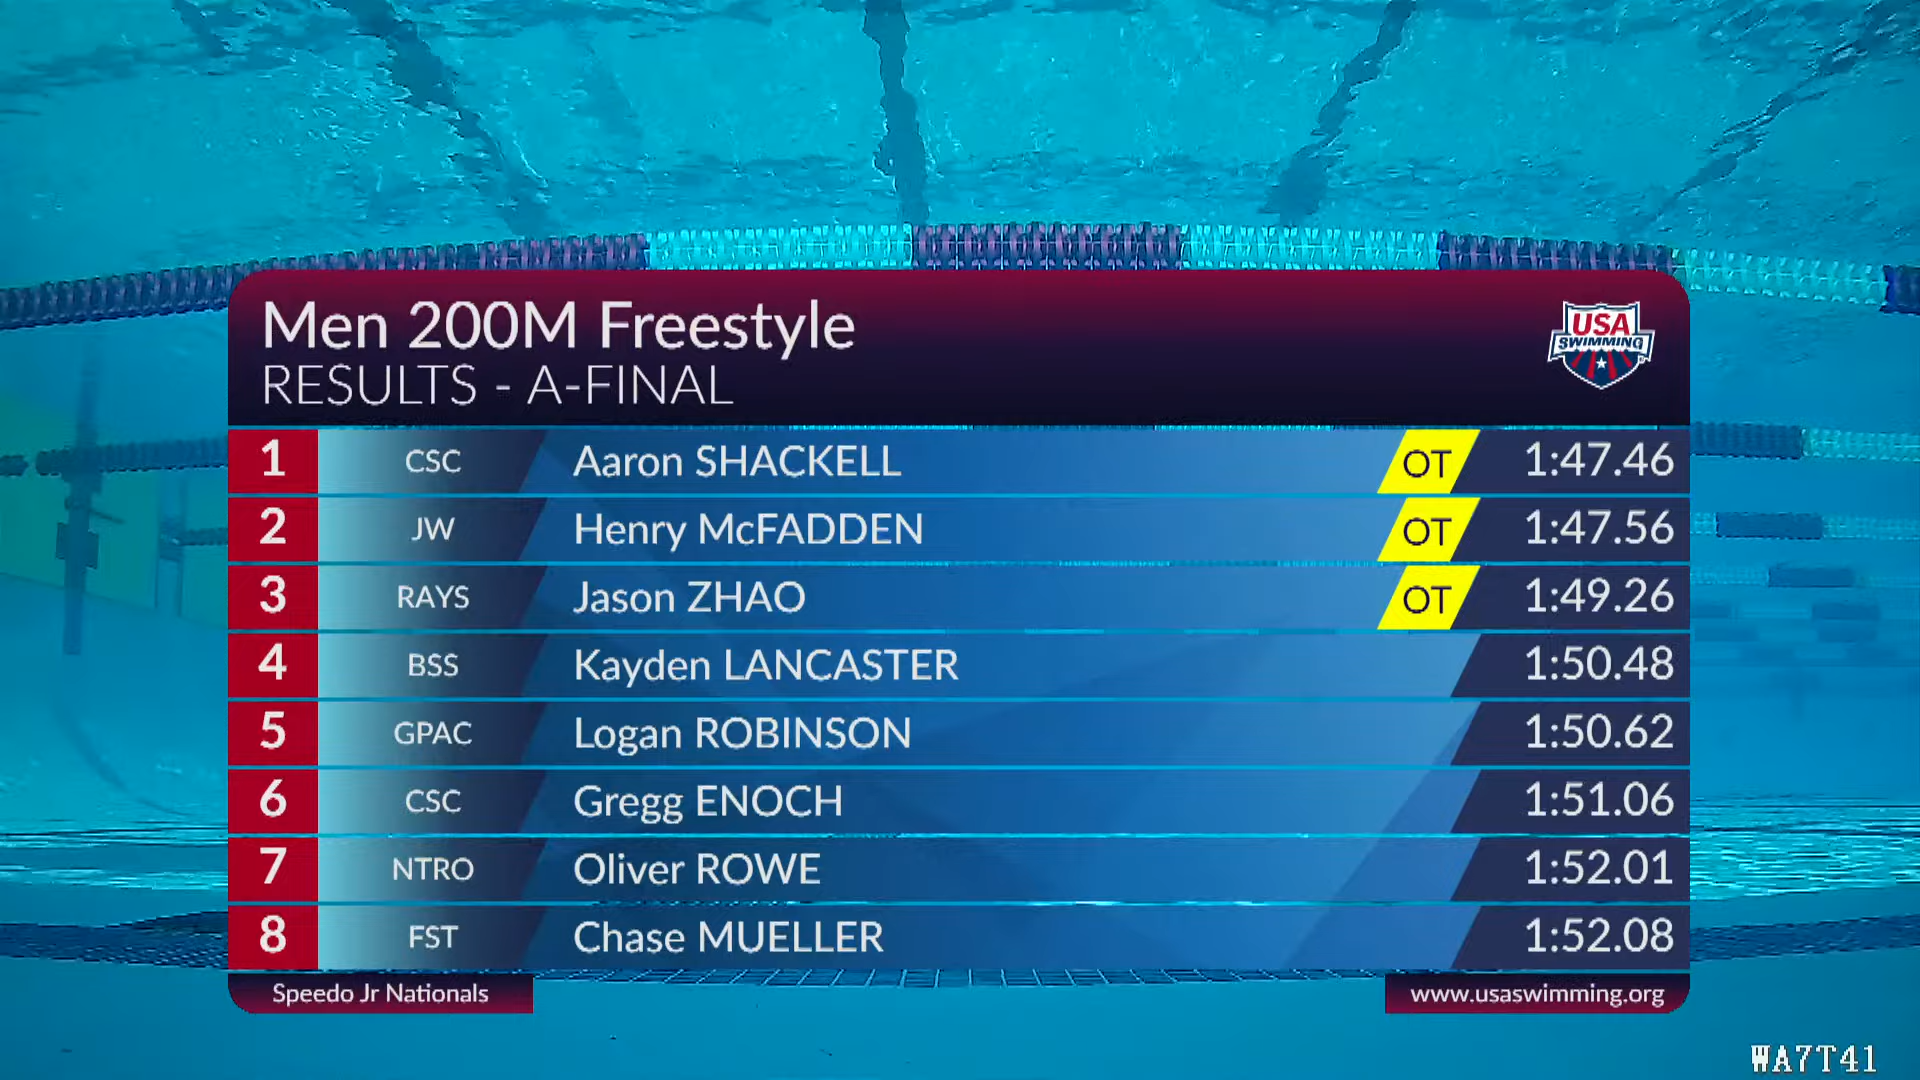 Men 200M Freestyle
RESULTS - A-FINAL
USA
SWIMMING
1 CSC Aaron SHACKELL OT 1:47.46
2 JW Henry McFADDEN OT 1:47.56
3 RAYS Jason ZHAO OT 1:49.26
4 BSS Kayden LANCASTER 1:50.48
5 GPAC Logan ROBINSON 1:50.62
6 CSC Gregg ENOCH 1:51.06
7 NTRO Oliver ROWE 1:52.01
8 FST Chase MUELLER 1:52.08
Speedo Jr Nationals www.usaswimming.org
WA7T41